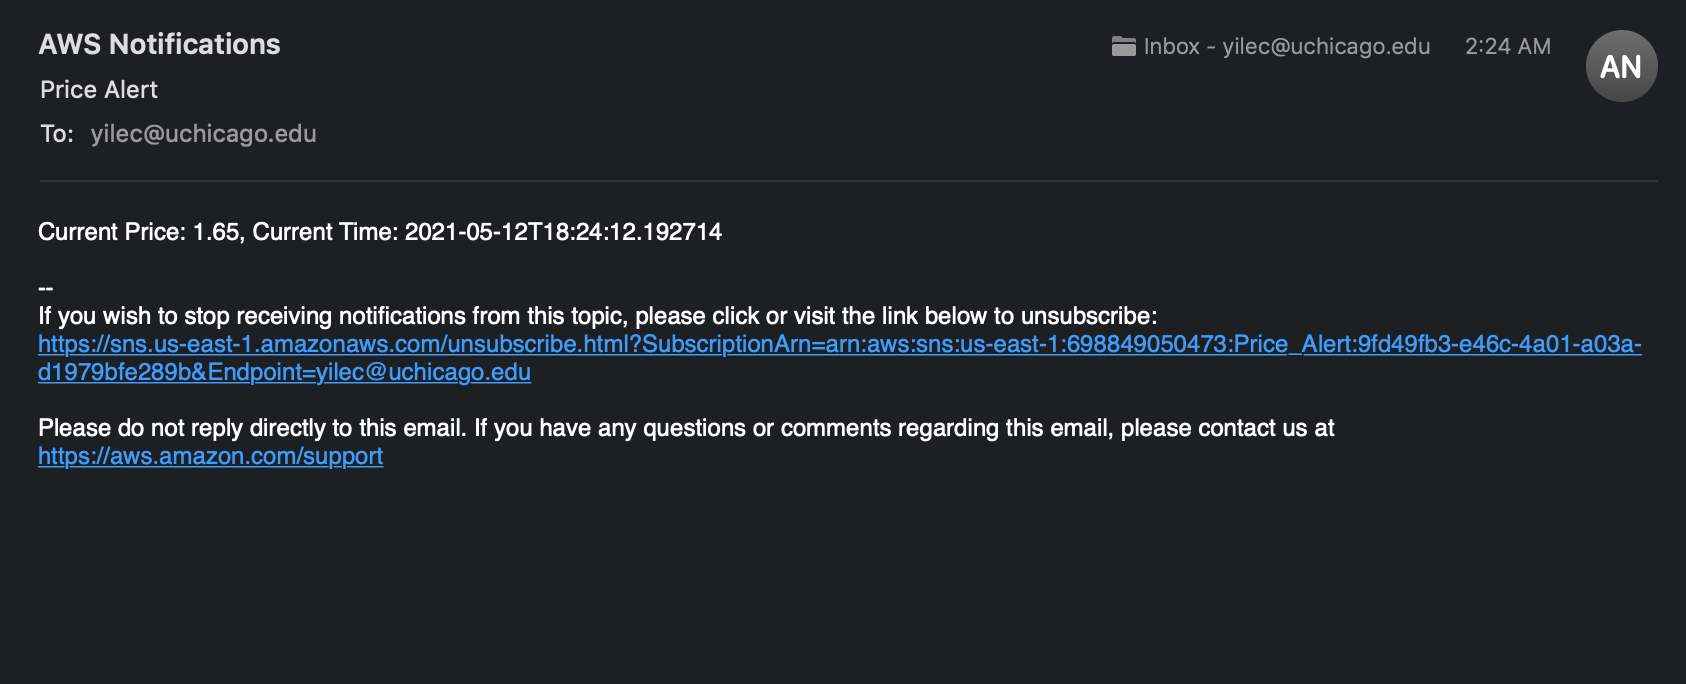 AWS Notifications
Inbox - yilec@uchicago.edu
2:24 AM
AN
Price Alert
To: yilec@uchicago.edu
Current Price: 1.65, Current Time: 2021-05-12T18:24:12.192714
--
If you wish to stop receiving notifications from this topic, please click or visit the link below to unsubscribe:
https://sns.us-east-1.amazonaws.com/unsubscribe.html?SubscriptionArn=arn:aws:sns:us-east-1:698849050473:Price_Alert:9fd49fb3-e46c-4a01-a03a-
d1979bfe289b&Endpoint=yilec@uchicago.edu
Please do not reply directly to this email. If you have any questions or comments regarding this email, please contact us at
https://aws.amazon.com/support